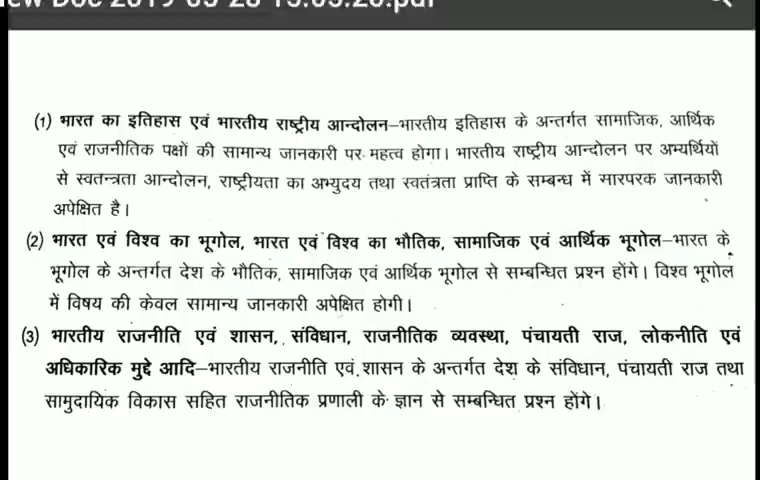 (1) भारत का इतिहास एवं भारतीय राष्ट्रीय आन्दोलन–भारतीय इतिहास के अन्तर्गत सामाजिक, आर्थिक
एवं राजनीतिक पक्षों की सामान्य जानकारी पर महत्व होगा। भारतीय राष्ट्रीय आन्दोलन पर अभ्यर्थियों
से स्वतन्त्रता आन्दोलन, राष्ट्रीयता का अभ्युदय तथा स्वतंत्रता प्राप्ति के सम्बन्ध में सारपरक जानकारी
अपेक्षित है।
(2) भारत एवं विश्व का भूगोल, भारत एवं विश्व का भौतिक, सामाजिक एवं आर्थिक भूगोल–भारत के
भूगोल के अन्तर्गत देश के भौतिक, सामाजिक एवं आर्थिक भूगोल से सम्बन्धित प्रश्न होंगे। विश्व भूगोल
में विषय की केवल सामान्य जानकारी अपेक्षित होगी।
(3) भारतीय राजनीति एवं शासन, संविधान, राजनीतिक व्यवस्था, पंचायती राज, लोकनीति एवं
अधिकारिक मुद्दे आदि–भारतीय राजनीति एवं शासन के अन्तर्गत देश के संविधान, पंचायती राज तथा
सामुदायिक विकास सहित राजनीतिक प्रणाली के ज्ञान से सम्बन्धित प्रश्न होंगे।